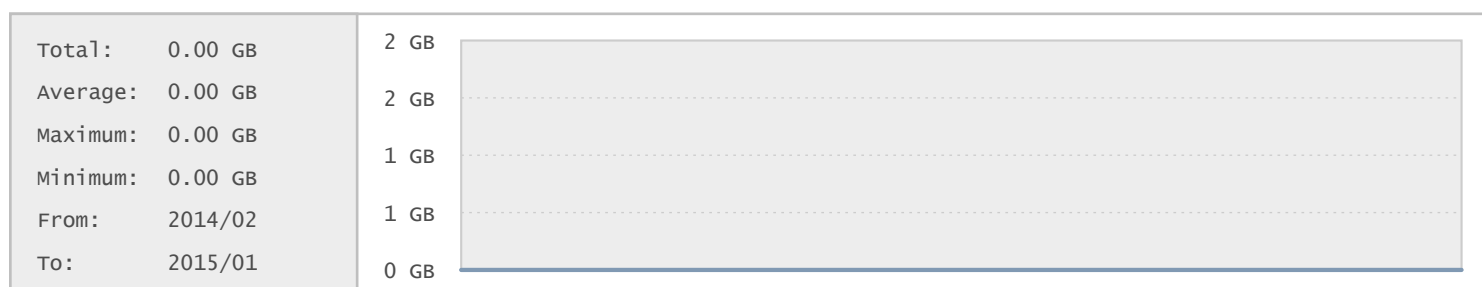 Total: 0.00 GB
Average: 0.00 GB
Maximum: 0.00 GB
Minimum: 0.00 GB
From: 2014/02
To: 2015/01
2 GB
2 GB
1 GB
1 GB
0 GB